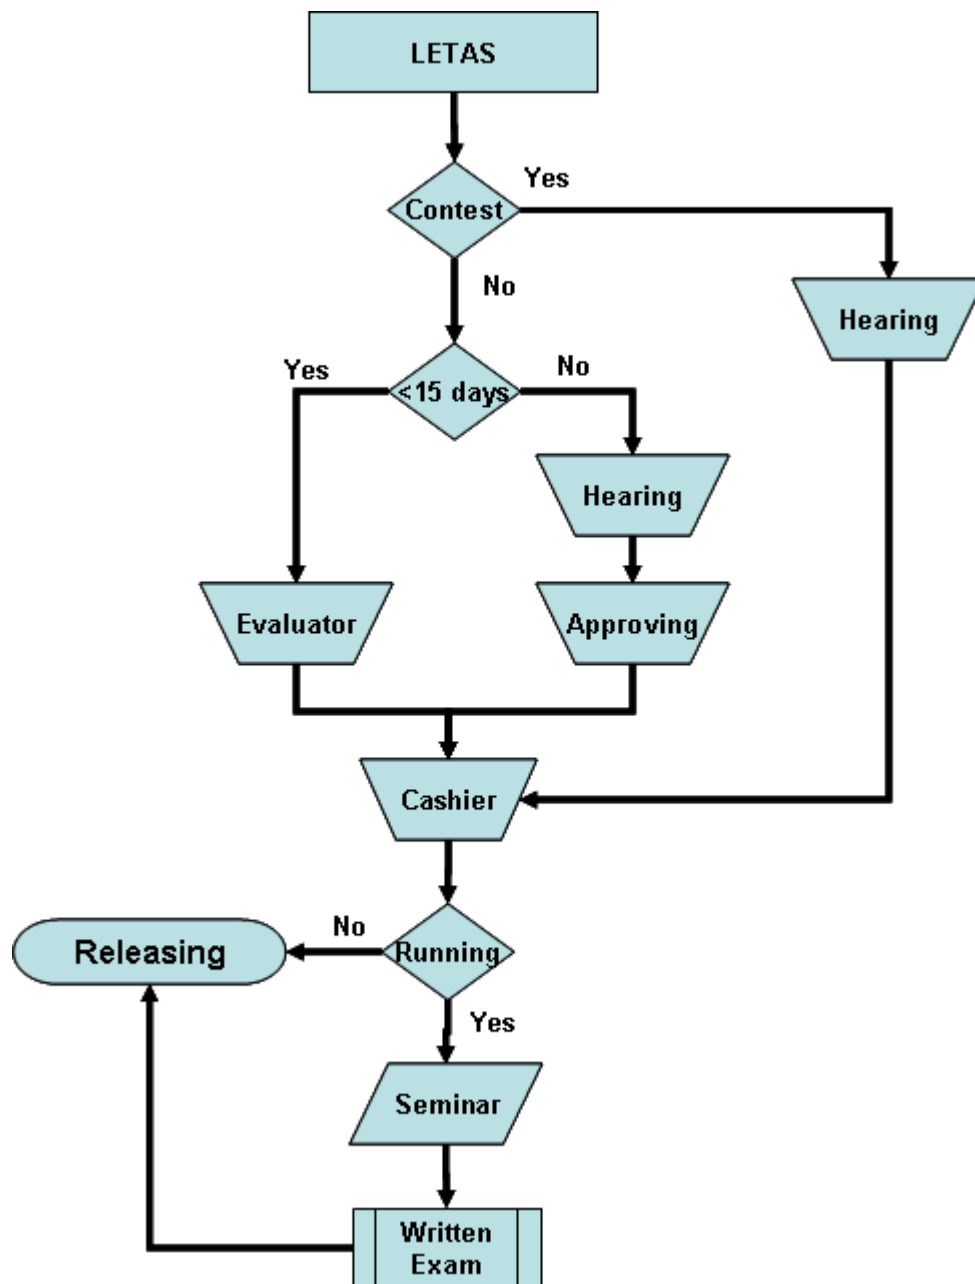 LETAS
Yes
Contest
No
Hearing
Yes
No
<15 days
Hearing
Evaluator
Approving
Cashier
No
Releasing
Running
Yes
Seminar
Written
Exam